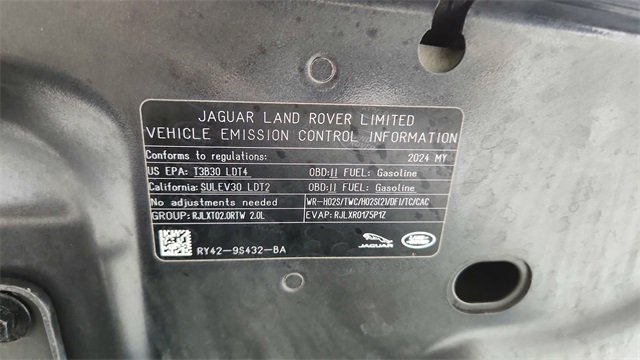 JAGUAR LAND ROVER LIMITED
VEHICLE EMISSION CONTROL INFORMATION
Conforms to regulations: 2024 MY
US EPA: T3B30 LDT4 OBD:II FUEL: Gasoline
California: SULEV30 LDT2 OBD:II FUEL: Gasoline
No adjustments needed WR-HO2S/TWC/HO2S(2)/DFI/TC/CAC
GROUP: RJLXT02.0RTW 2.0L EVAP: RJLXR0175P1Z
RY42-9S432-BA
JAGUAR
LAND ROVER